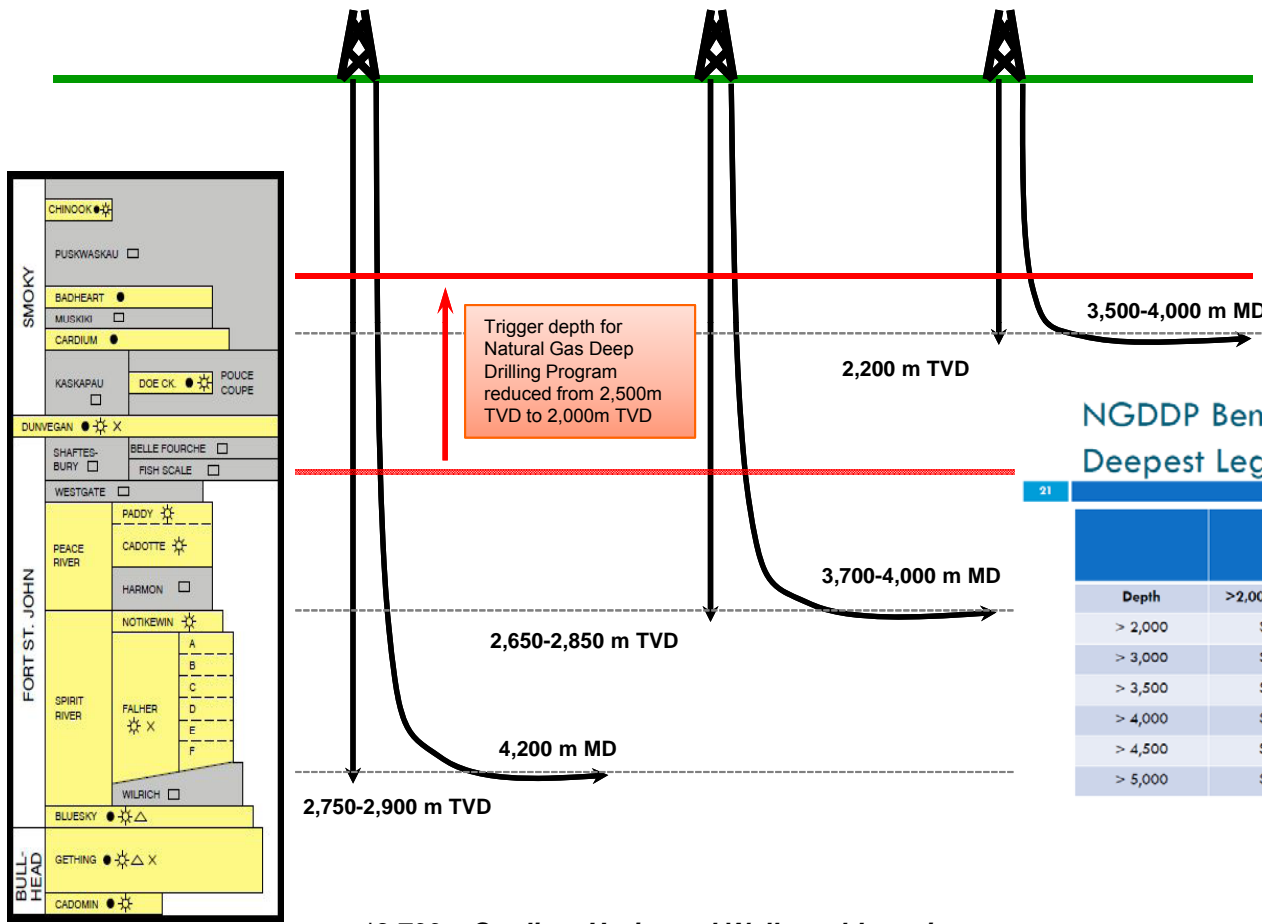 SMOKY
CHINOOK
PUSKWASKAU
BADHEART
MUSKIKI
CARDIUM
KASKAPAU
DOE CK.
POUCE
COUPE
DUNVEGAN X
FORT ST. JOHN
SHAFTES-
BURY
BELLE FOURCHE
FISH SCALE
WESTGATE
PEACE
RIVER
PADDY
CADOTTE
HARMON
SPIRIT
RIVER
NOTIKEWIN
FALHER
X
A
B
C
D
E
F
WILRICH
BLUESKY
BULL-
HEAD
GETHING X
CADOMIN
Trigger depth for
Natural Gas Deep
Drilling Program
reduced from 2,500m
TVD to 2,000m TVD
3,500-4,000 m MD
2,200 m TVD
3,700-4,000 m MD
2,650-2,850 m TVD
4,200 m MD
2,750-2,900 m TVD
NGDDP Ben
Deepest Leg
21
Depth >2,00
> 2,000
> 3,000
> 3,500
> 4,000
> 4,500
> 5,000